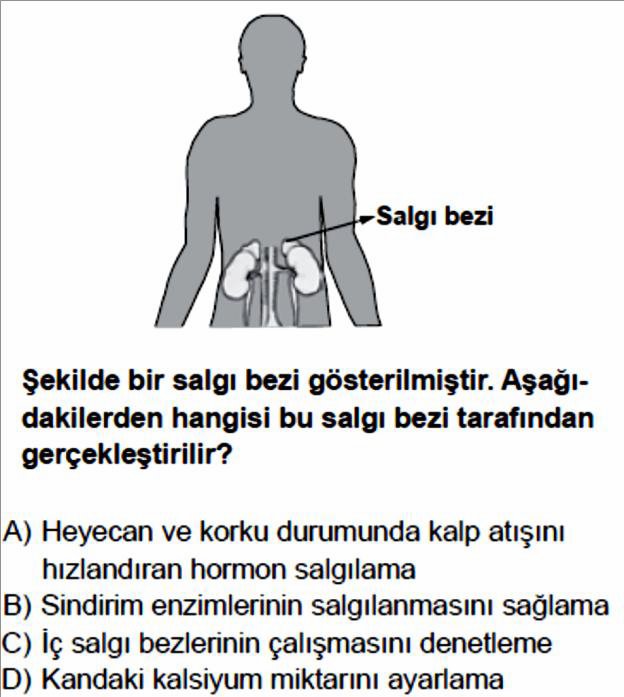 Salgı bezi
Şekilde bir salgı bezi gösterilmiştir. Aşağı-
dakilerden hangisi bu salgı bezi tarafından
gerçekleştirilir?
A) Heyecan ve korku durumunda kalp atışını
hızlandıran hormon salgılama
B) Sindirim enzimlerinin salgılanmasını sağlama
C) İç salgı bezlerinin çalışmasını denetleme
D) Kandaki kalsiyum miktarını ayarlama